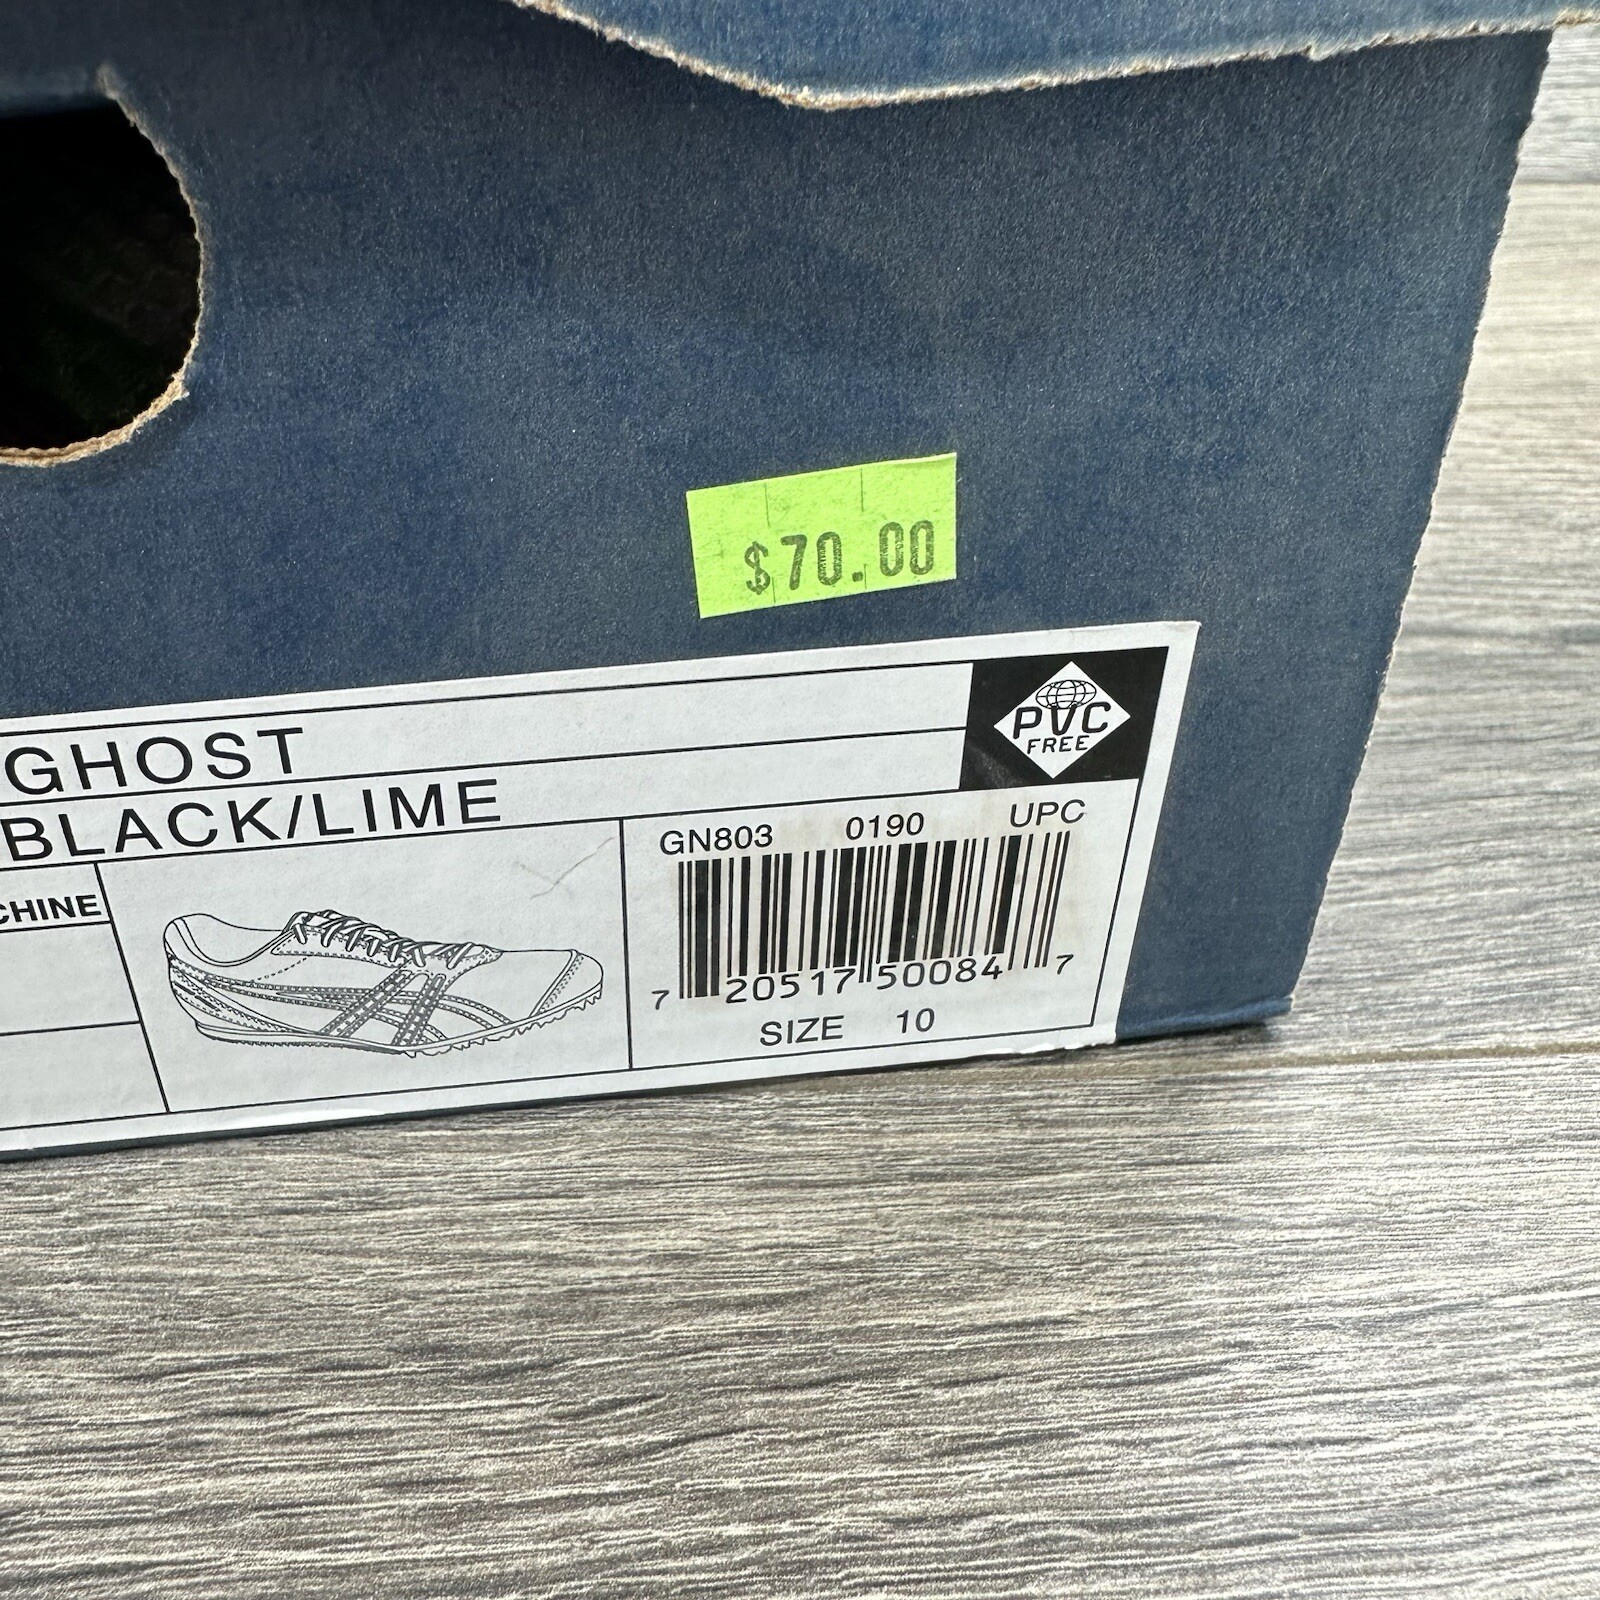 $70.00
PVC
FREE
GHOST
BLACK/LIME
GN803 0190 UPC
CHINE
7 20517 50084 7
SIZE 10